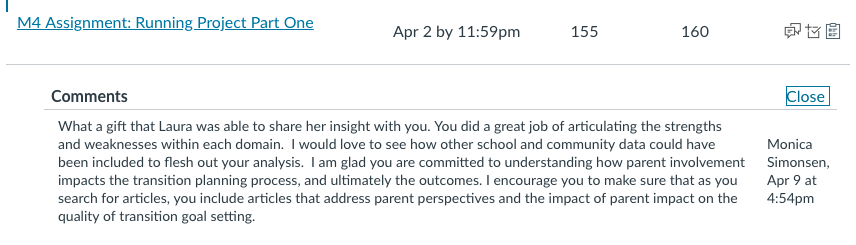 M4 Assignment: Running Project Part One
Apr 2 by 11:59pm 155 160
Comments
Close
What a gift that Laura was able to share her insight with you. You did a great job of articulating the strengths
and weaknesses within each domain.  I would love to see how other school and community data could have
been included to flesh out your analysis.  I am glad you are committed to understanding how parent involvement
impacts the transition planning process, and ultimately the outcomes. I encourage you to make sure that as you
search for articles, you include articles that address parent perspectives and the impact of parent impact on the
quality of transition goal setting.
Monica
Simonsen,
Apr 9 at
4:54pm